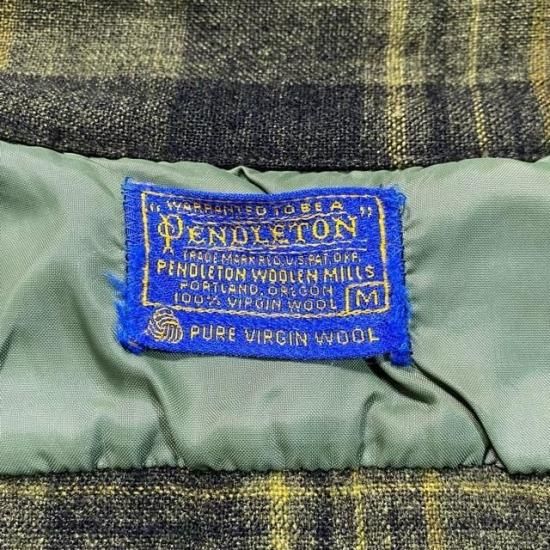 "WARRANTED TO BE A"
PENDLETON
TRADE MARK REG. U.S. PAT. OFF.
PENDLETON WOOLEN MILLS
PORTLAND, OREGON
100% VIRGIN WOOL M
PURE VIRGIN WOOL